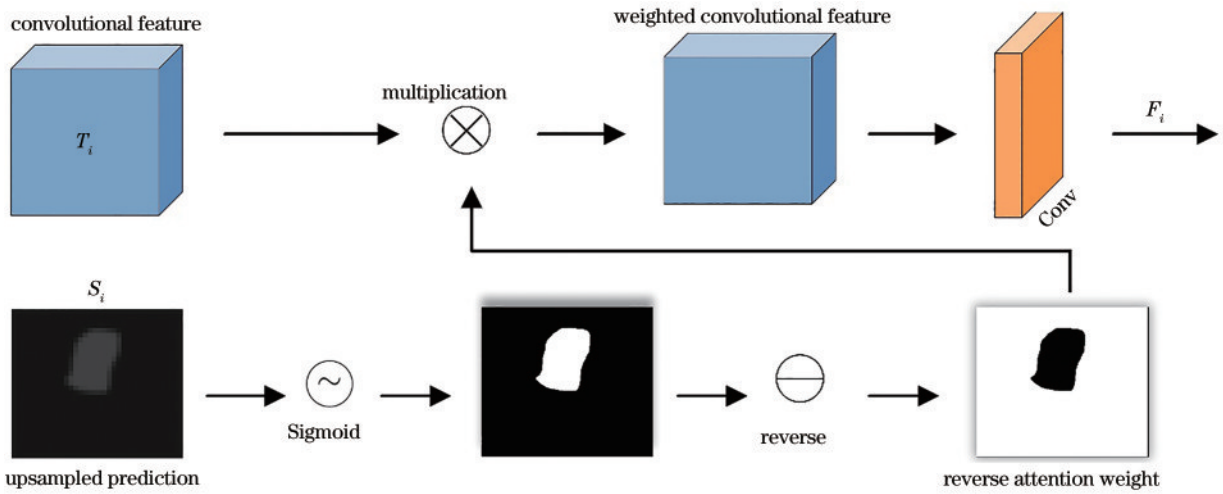 convolutional feature
weighted convolutional feature
multiplication
T_i
F_i
Conv
S_i
Sigmoid
reverse
upsampled prediction
reverse attention weight